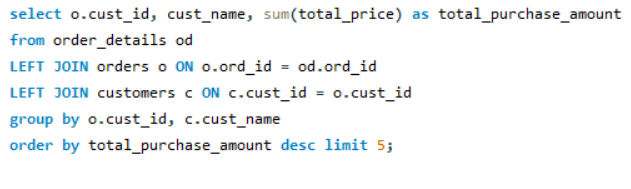 select o.cust_id, cust_name, sum(total_price) as total_purchase_amount
from order_details od
LEFT JOIN orders o ON o.ord_id = od.ord_id
LEFT JOIN customers c ON c.cust_id = o.cust_id
group by o.cust_id, c.cust_name
order by total_purchase_amount desc limit 5;